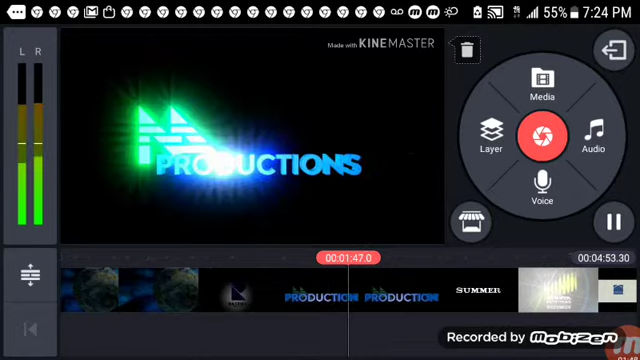 55% 7:24 PM
L R
Made with KINEMASTER
PRODUCTIONS
Media
Layer
Audio
Voice
00:01:47.0
00:04:53.30
PRODUCTION
PRODUCTION
SUMMER
Recorded by mobizen